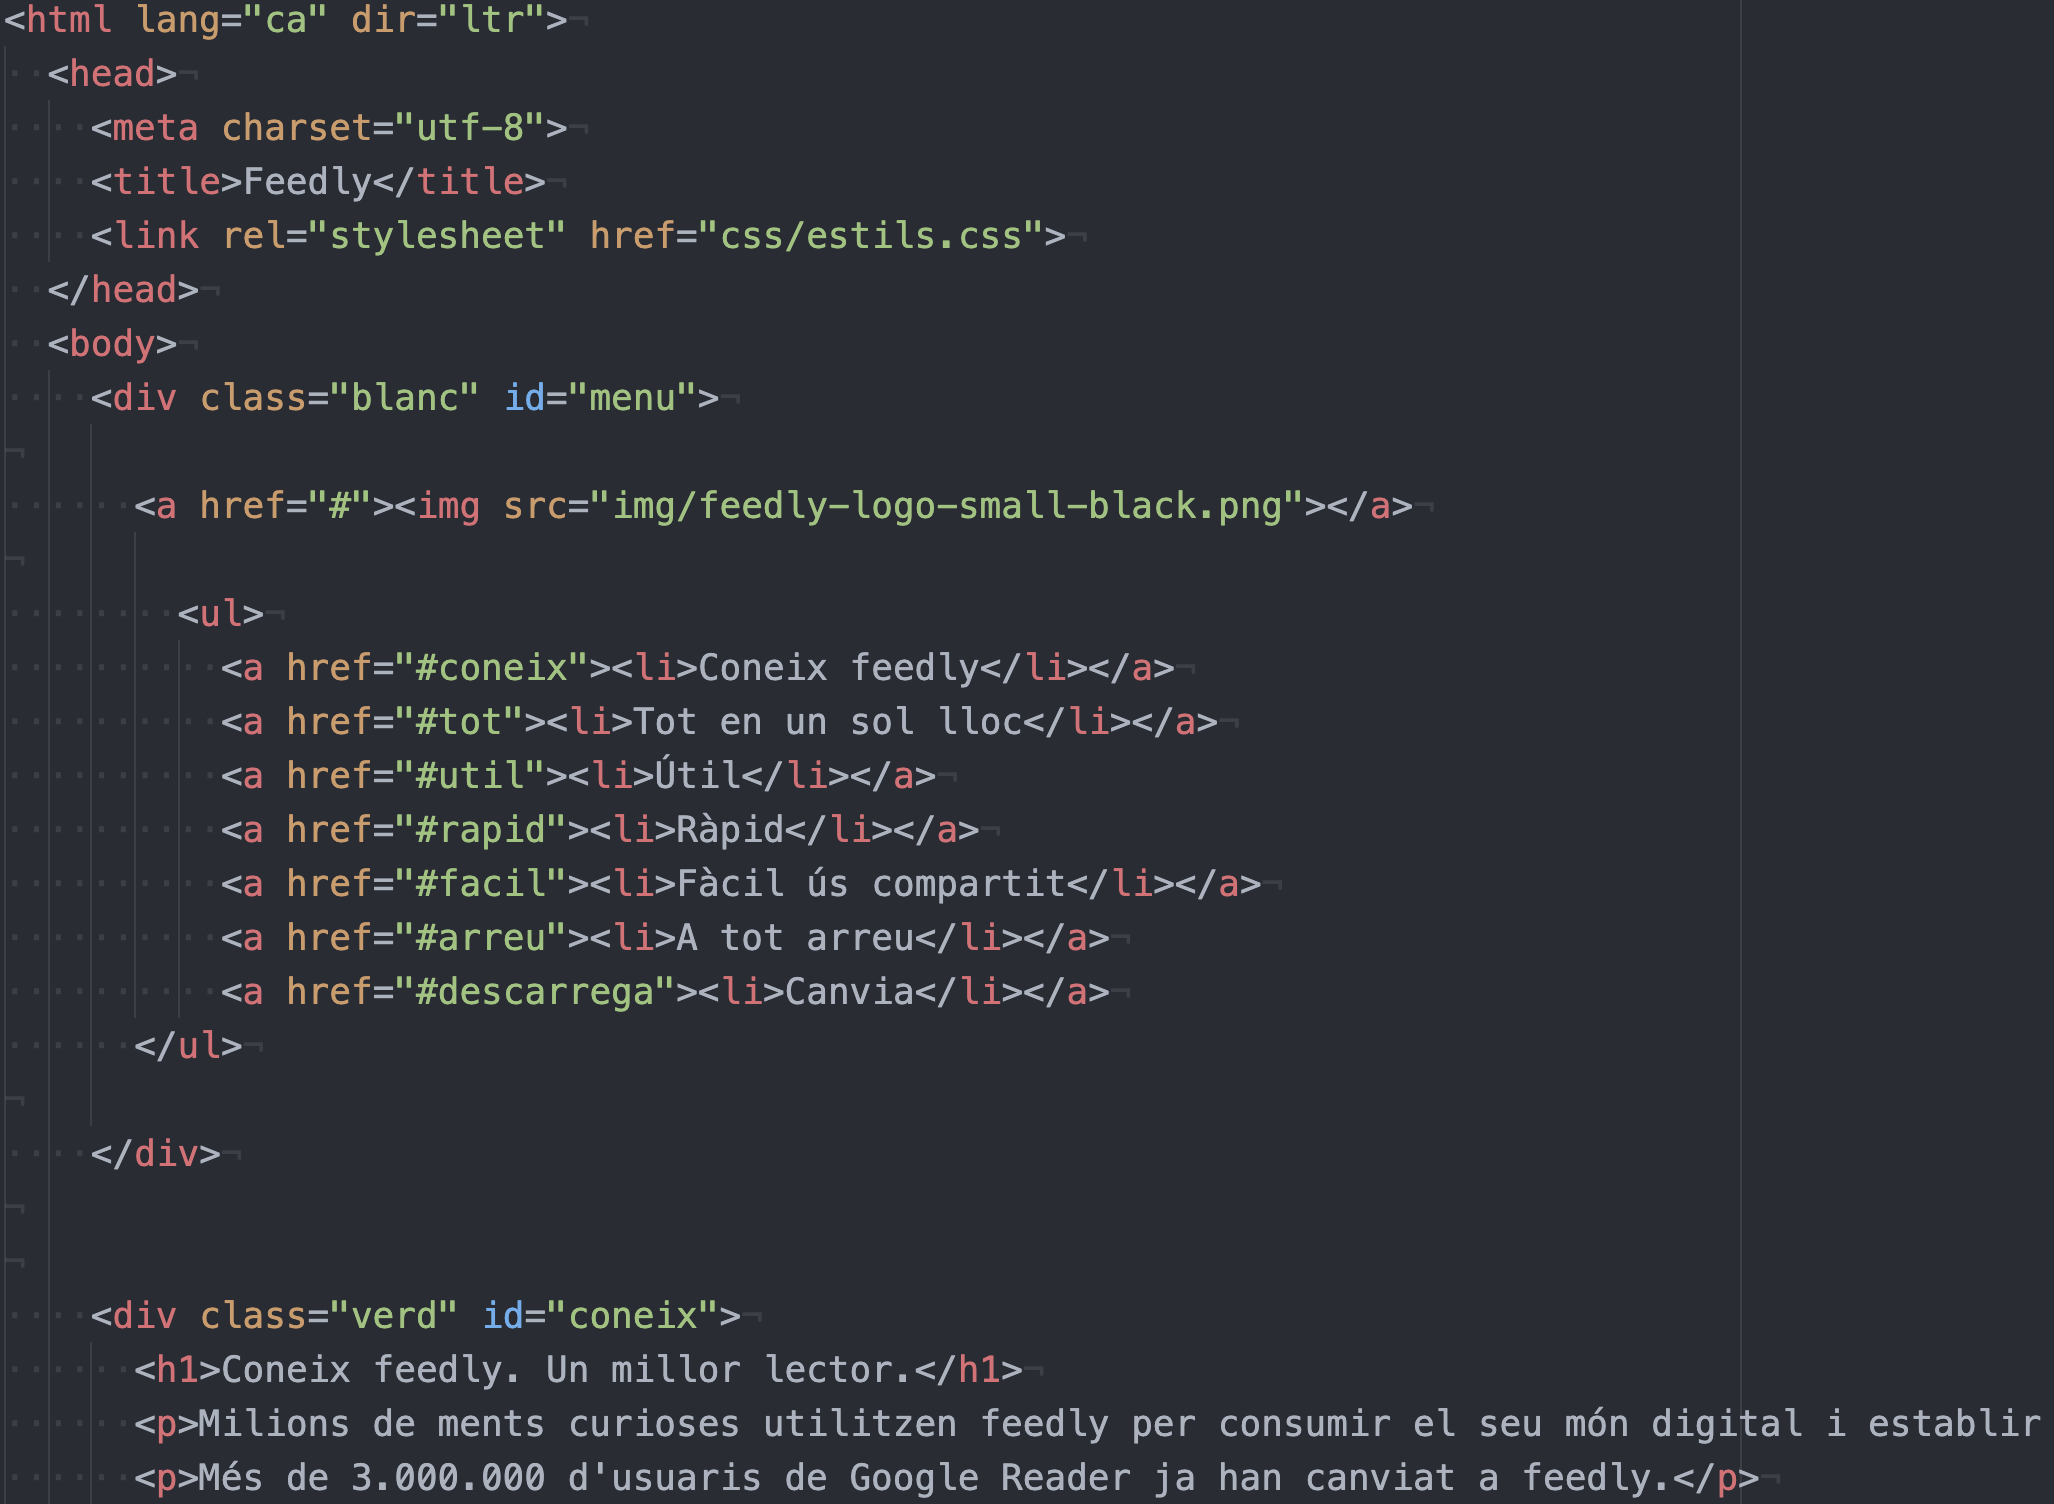 <html lang="ca" dir="ltr">
<head>
<meta charset="utf-8">
<title>Feedly</title>
<link rel="stylesheet" href="css/estils.css">
</head>
<body>
<div class="blanc" id="menu">
<a href="#"><img src="img/feedly-logo-small-black.png"></a>
<ul>
<a href="#coneix"><li>Coneix feedly</li></a>
<a href="#tot"><li>Tot en un sol lloc</li></a>
<a href="#util"><li>Útil</li></a>
<a href="#rapid"><li>Ràpid</li></a>
<a href="#facil"><li>Fàcil ús compartit</li></a>
<a href="#arreu"><li>A tot arreu</li></a>
<a href="#descarrega"><li>Canvia</li></a>
</ul>
</div>
<div class="verd" id="coneix">
<h1>Coneix feedly. Un millor lector.</h1>
<p>Milions de ments curioses utilitzen feedly per consumir el seu món digital i establir
<p>Més de 3.000.000 d'usuaris de Google Reader ja han canviat a feedly.</p>